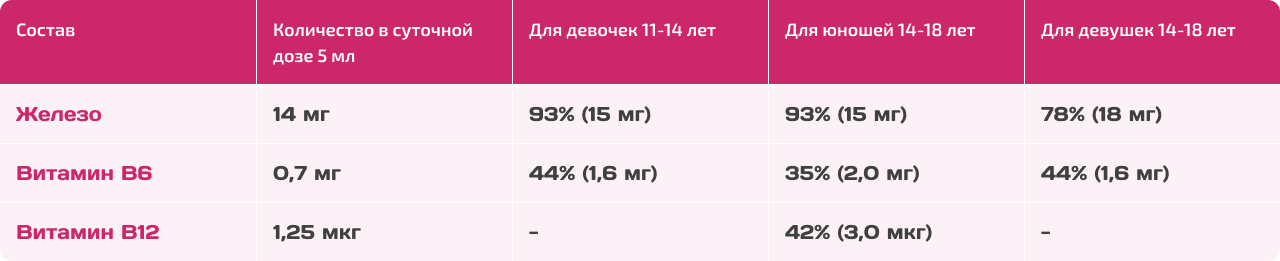 Состав
Количество в суточной
дозе 5 мл
Для девочек 11-14 лет
Для юношей 14-18 лет
Для девушек 14-18 лет
Железо
14 мг
93% (15 мг)
93% (15 мг)
78% (18 мг)
Витамин B6
0,7 мг
44% (1,6 мг)
35% (2,0 мг)
44% (1,6 мг)
Витамин B12
1,25 мкг
-
42% (3,0 мкг)
-